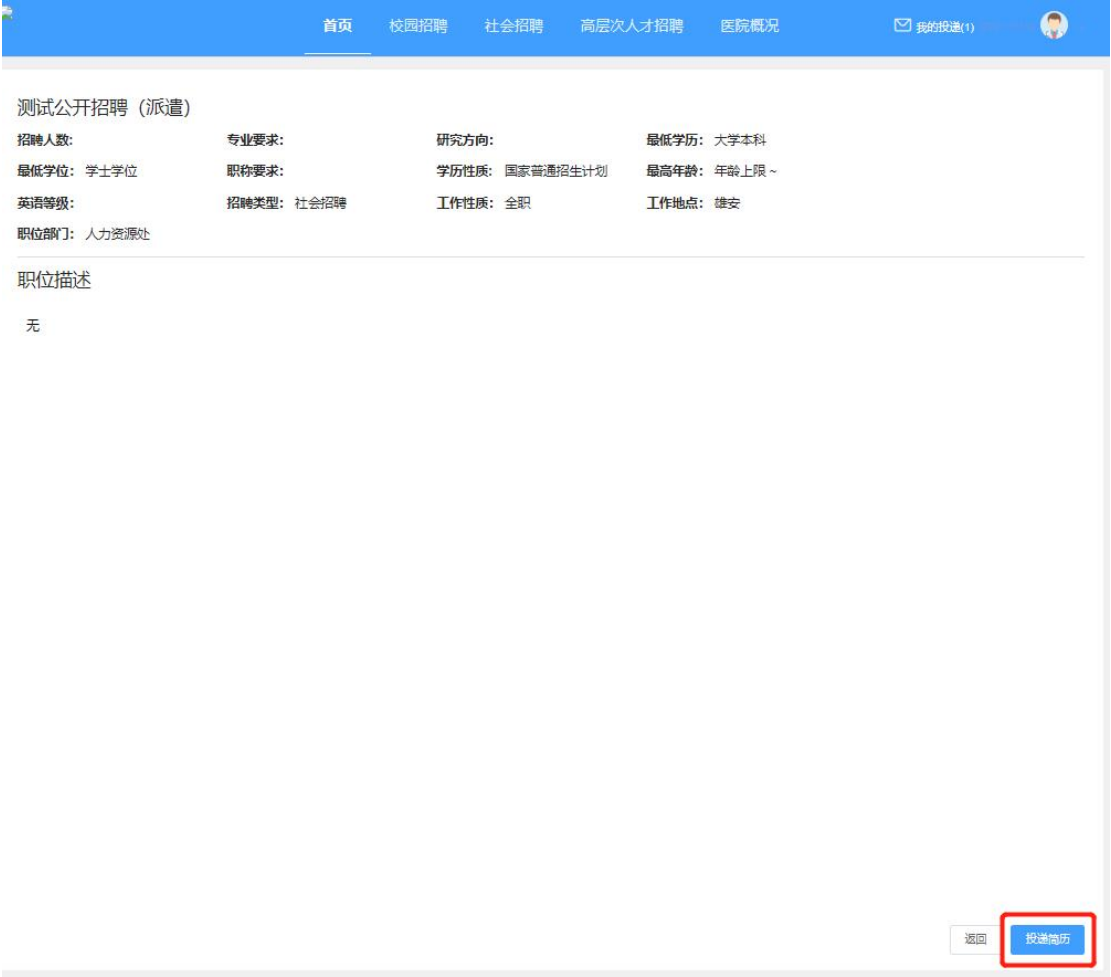 首页 校园招聘 社会招聘 高层次人才招聘 医院概况 我的投递(1)
测试公开招聘（派遣）
招聘人数: 专业要求: 研究方向: 最低学历: 大学本科
最低学位: 学士学位 职称要求: 学历性质: 国家普通招生计划 最高年龄: 年龄上限 ~
英语等级: 招聘类型: 社会招聘 工作性质: 全职 工作地点: 雄安
职位部门: 人力资源处
职位描述
无
返回 投递简历